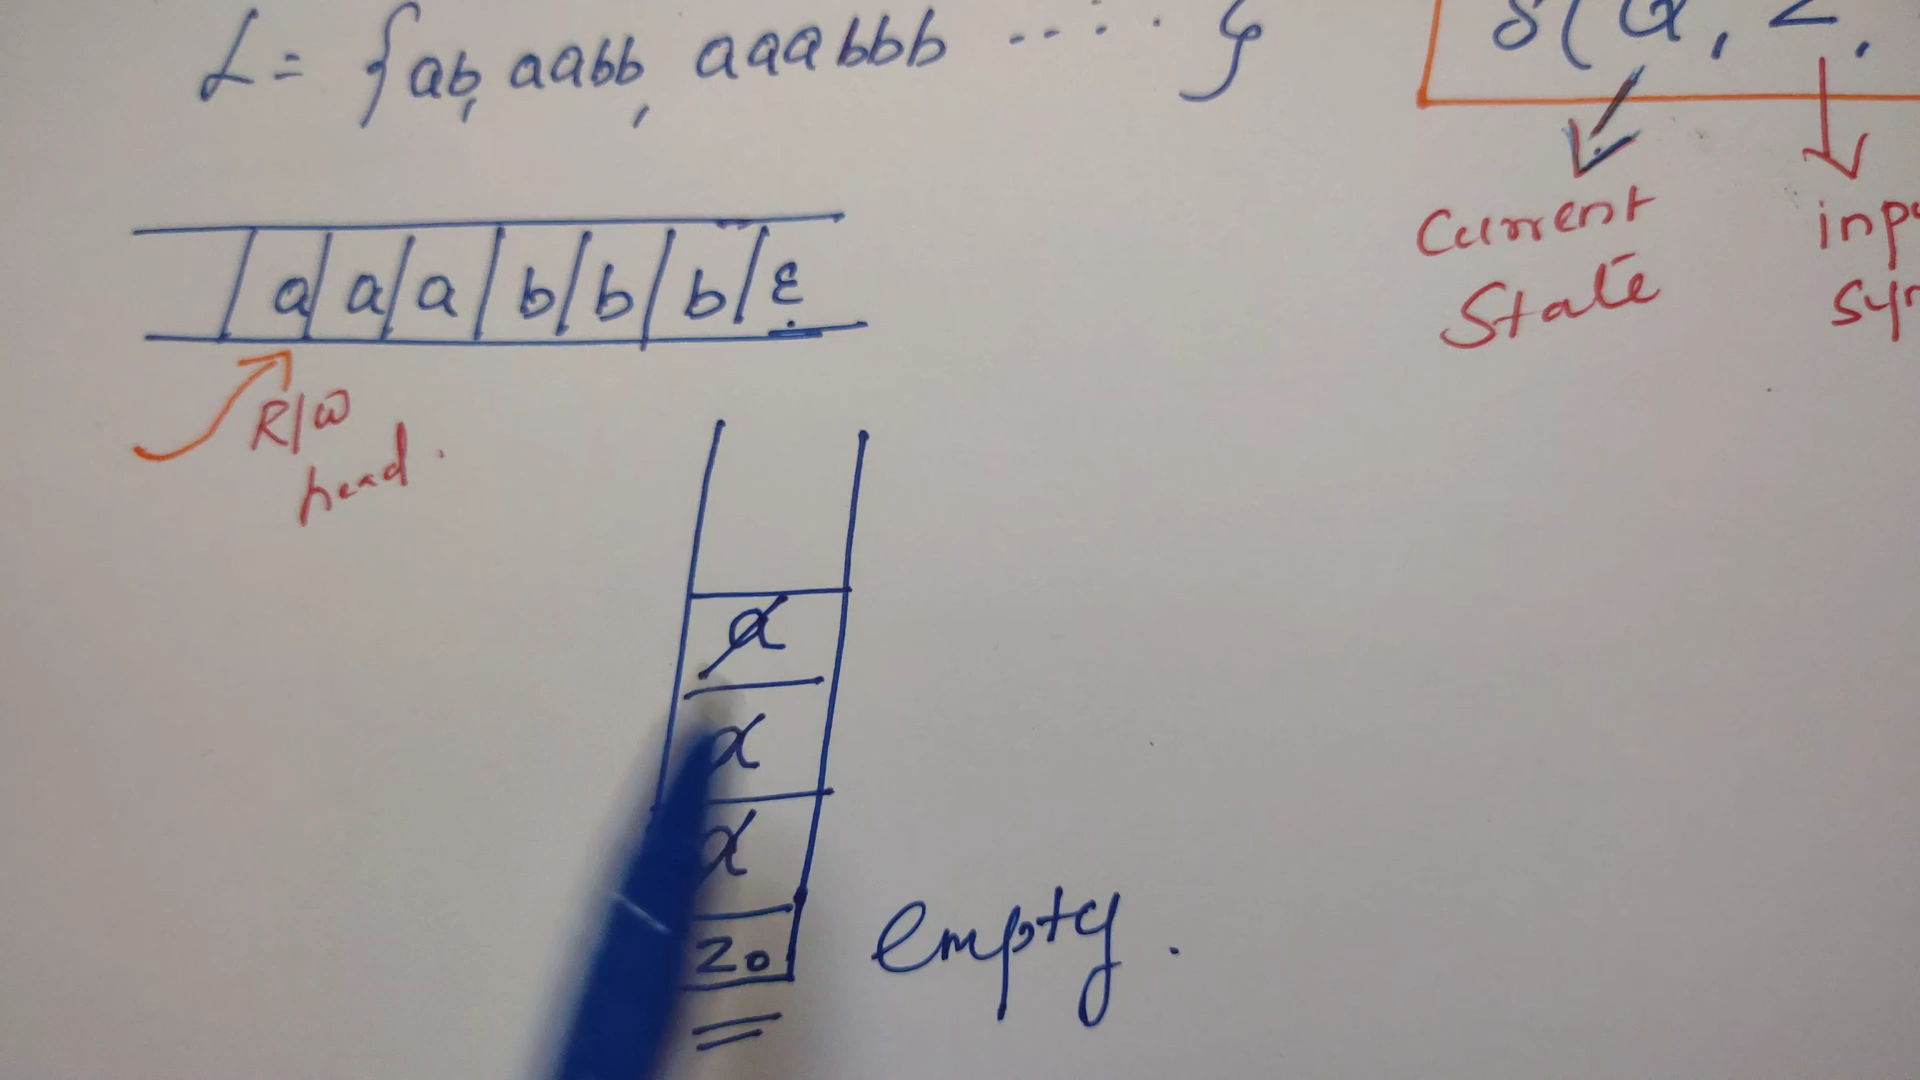 L = {ab, aabb, aaabbb ..... }
δ(Q, Σ,
a a a b b b ε
Current
State
R/W
head.
a
a
a
Z0 empty.